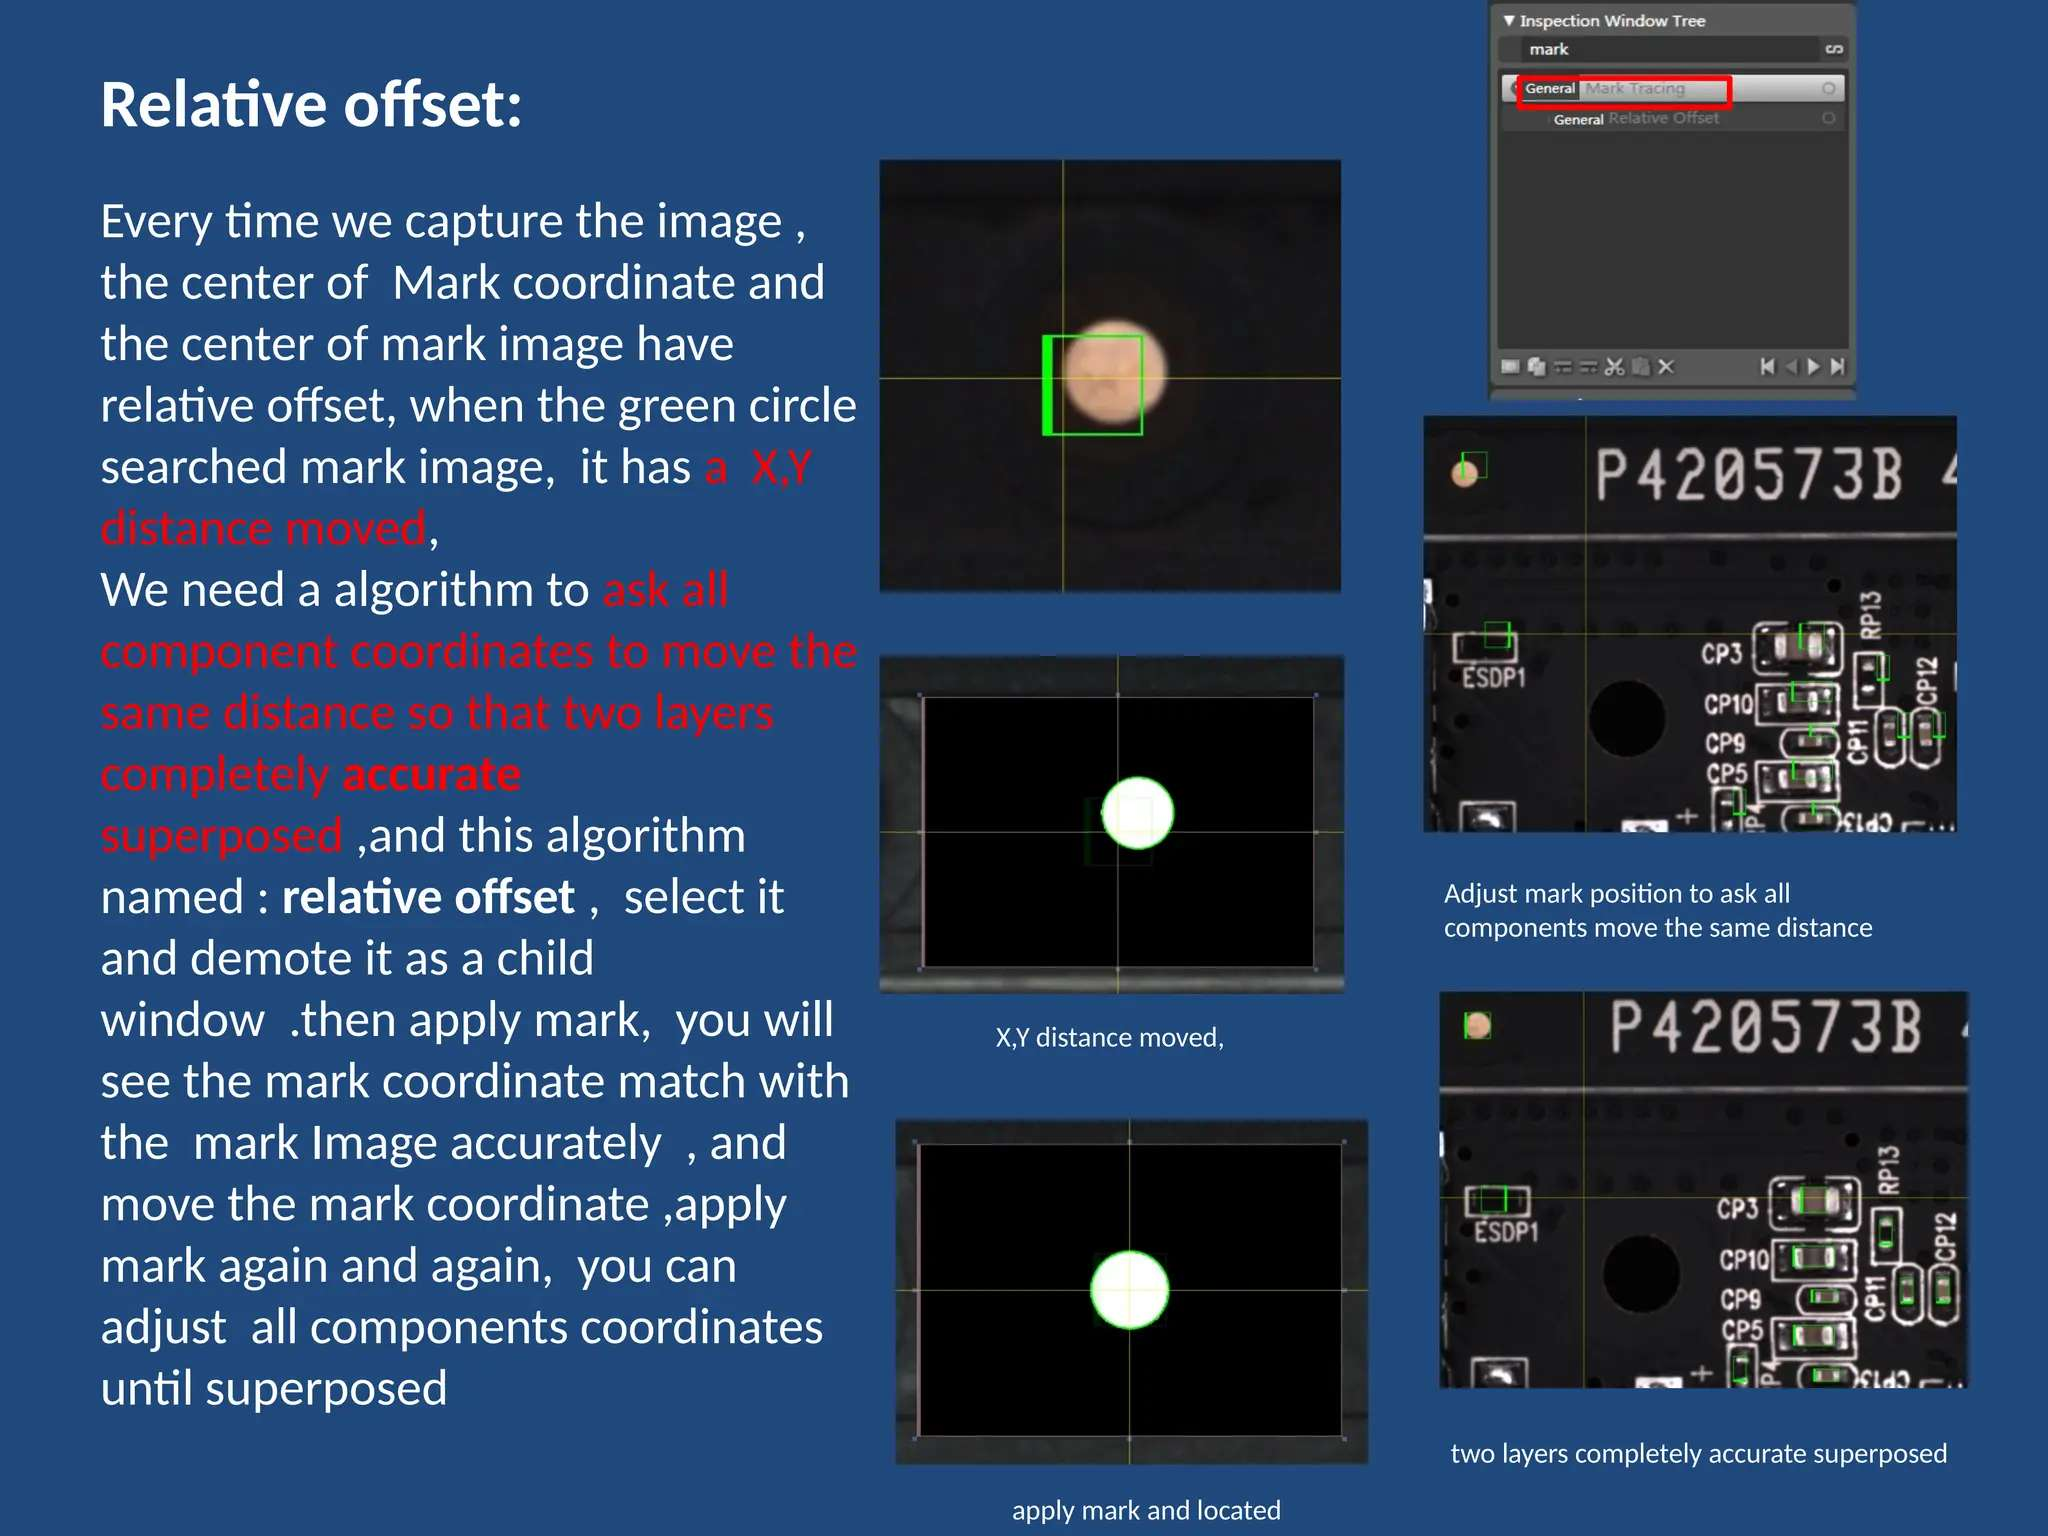 Relative offset:
Every time we capture the image ,
the center of  Mark coordinate and
the center of mark image have
relative offset, when the green circle
searched mark image,  it has a  X,Y
distance moved,
We need a algorithm to ask all
component coordinates to move the
same distance so that two layers
completely accurate
superposed ,and this algorithm
named : relative offset ,  select it
and demote it as a child
window  .then apply mark,  you will
see the mark coordinate match with
the  mark Image accurately  , and
move the mark coordinate ,apply
mark again and again,  you can
adjust  all components coordinates
until superposed
X,Y distance moved,
apply mark and located
Inspection Window Tree
mark
General Mark Tracing
General Relative Offset
P420573B
ESDP1
CP3
RP13
CP10
CP12
CP9
CP11
CP5
+
P4
Adjust mark position to ask all
components move the same distance
P420573B
ESDP1
CP3
RP13
CP10
CP12
CP9
CP11
CP5
+
P4
two layers completely accurate superposed